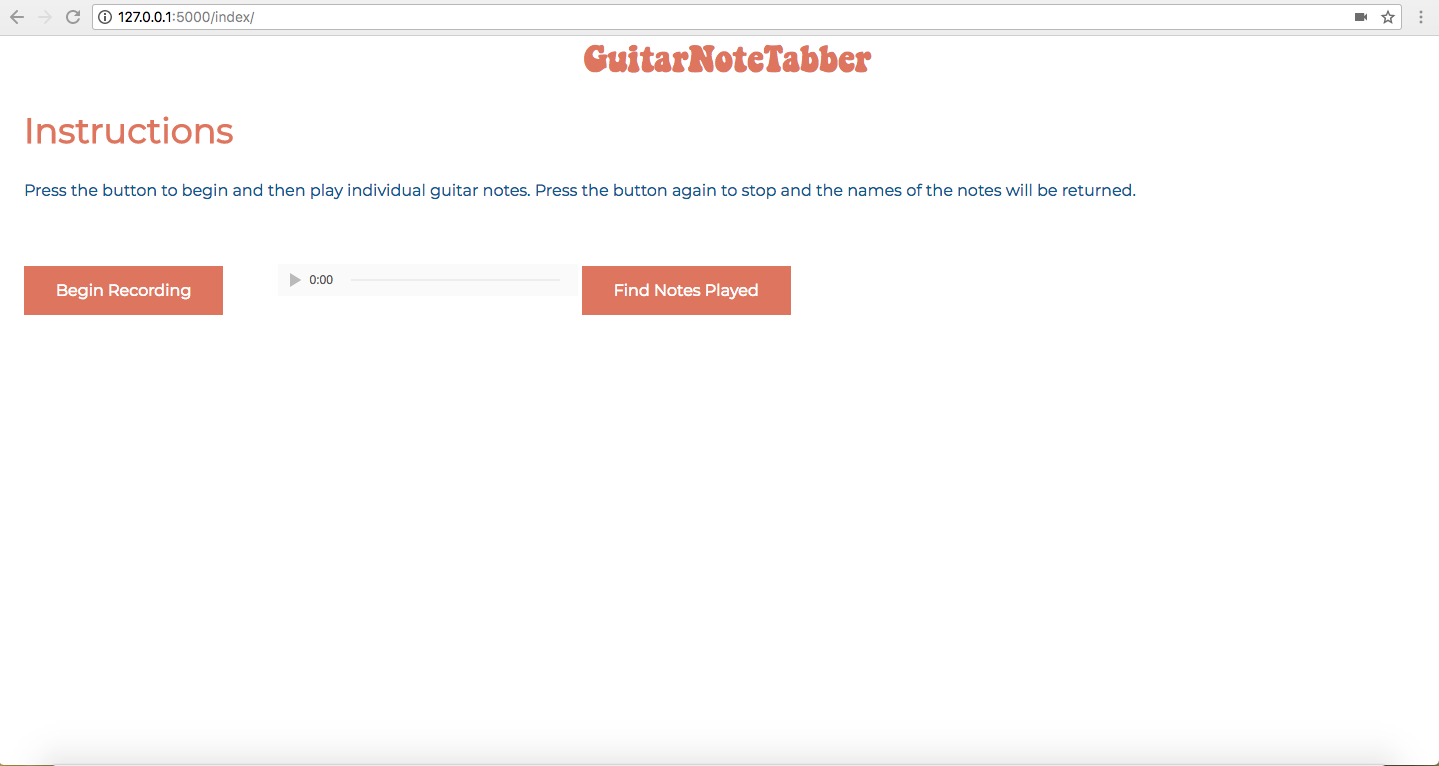 127.0.0.1:5000/index/
GuitarNoteTabber
Instructions
Press the button to begin and then play individual guitar notes. Press the button again to stop and the names of the notes will be returned.
Begin Recording
0:00
Find Notes Played